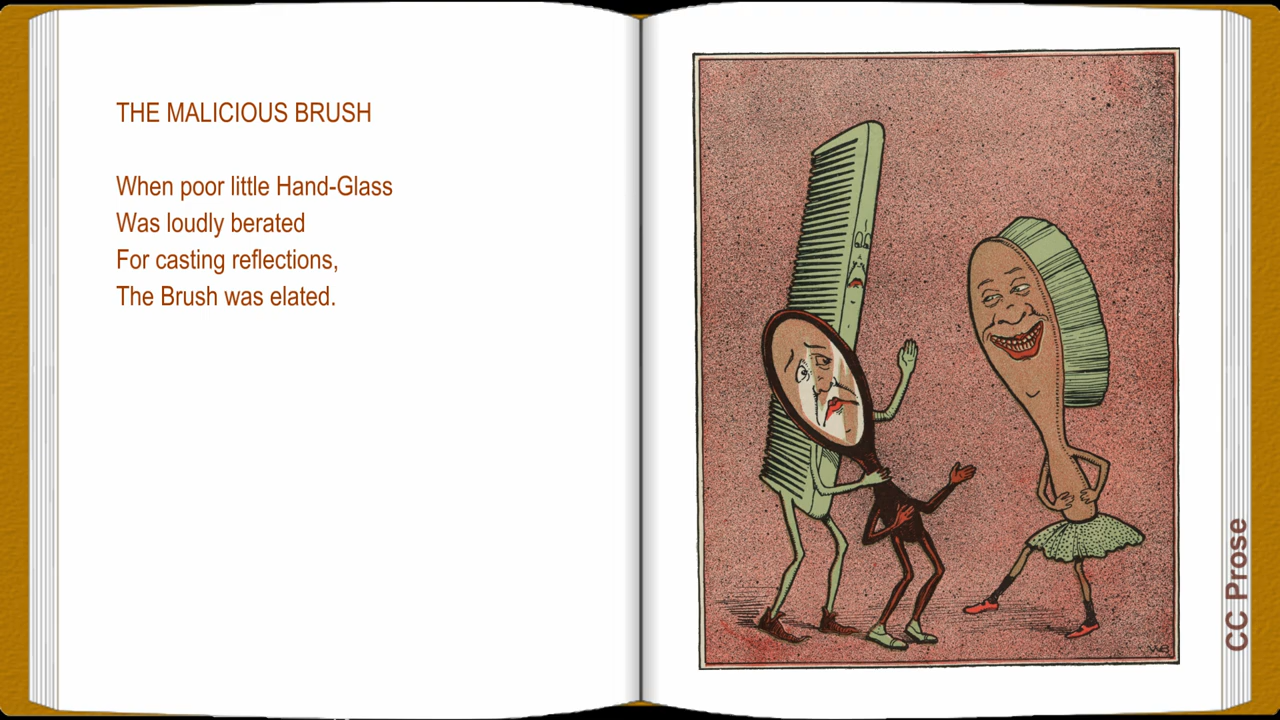 THE MALICIOUS BRUSH
When poor little Hand-Glass
Was loudly berated
For casting reflections,
The Brush was elated.
CC Prose